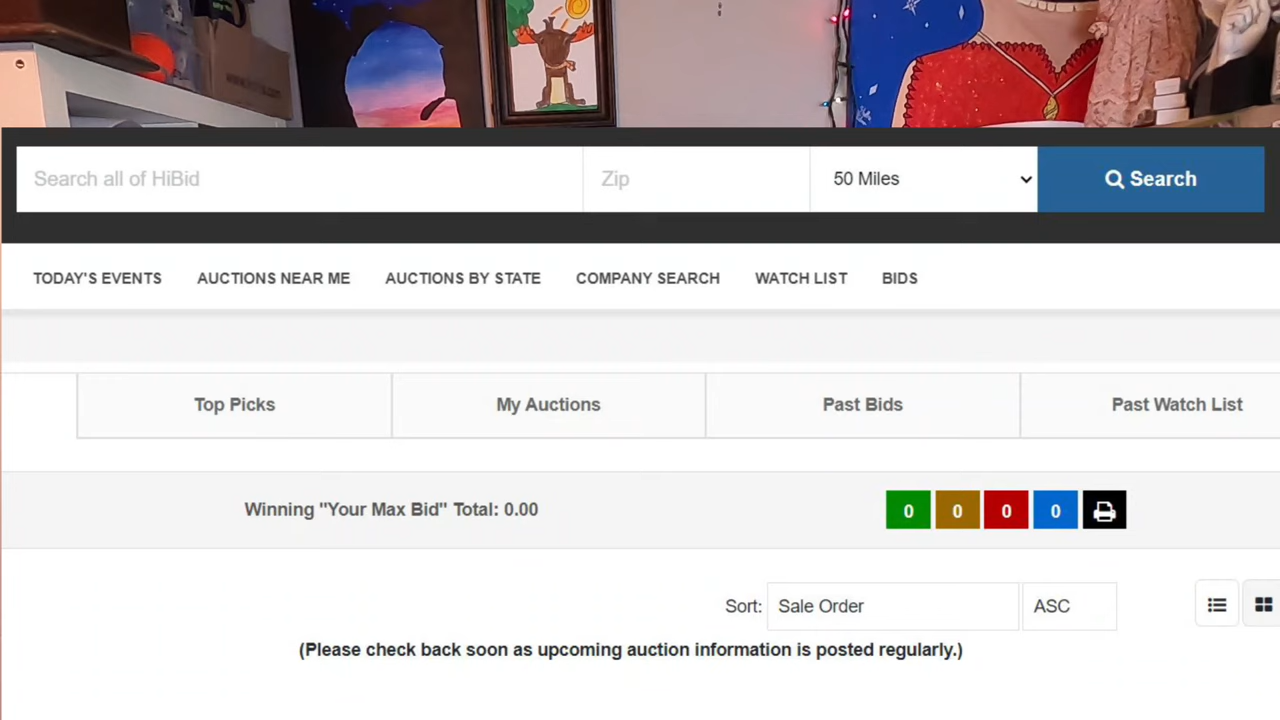 Search all of HiBid
Zip
50 Miles
Search
TODAY'S EVENTS
AUCTIONS NEAR ME
AUCTIONS BY STATE
COMPANY SEARCH
WATCH LIST
BIDS
Top Picks
My Auctions
Past Bids
Past Watch List
Winning "Your Max Bid" Total: 0.00
0
0
0
0
Sort:
Sale Order
ASC
(Please check back soon as upcoming auction information is posted regularly.)